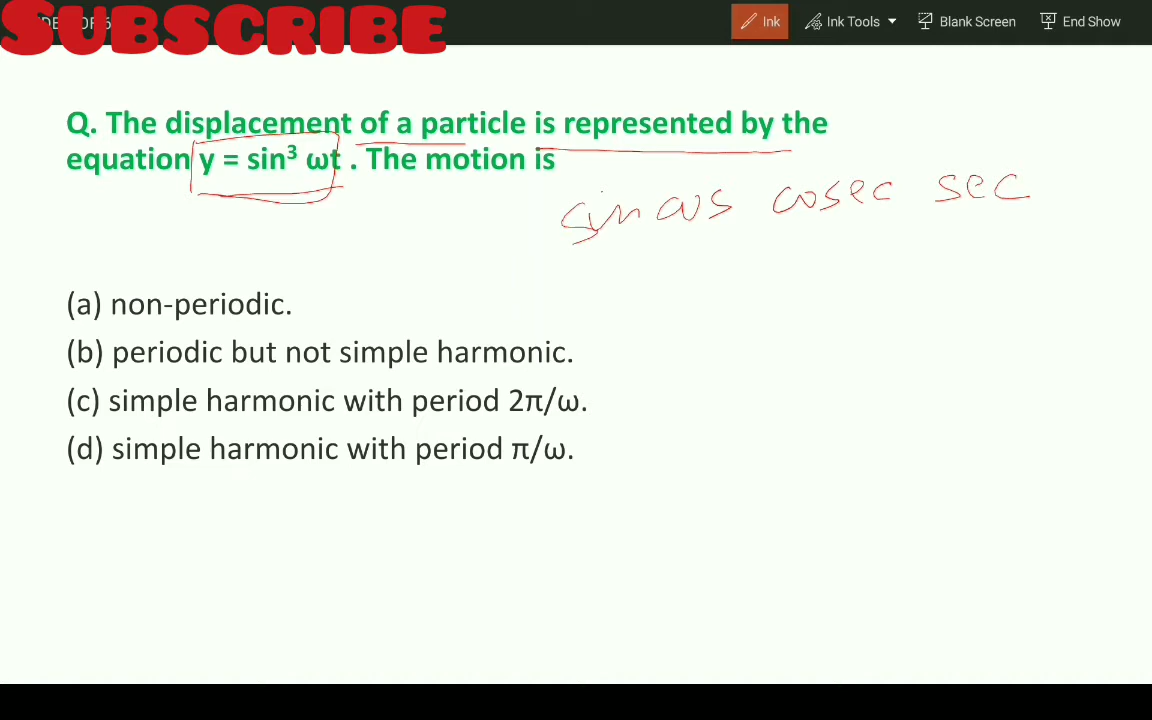 SUBSCRIBE
Ink
Ink Tools
Blank Screen
End Show
Q. The displacement of a particle is represented by the
equation y = sin³ ωt . The motion is
sin cos cosec sec
(a) non-periodic.
(b) periodic but not simple harmonic.
(c) simple harmonic with period 2π/ω.
(d) simple harmonic with period π/ω.